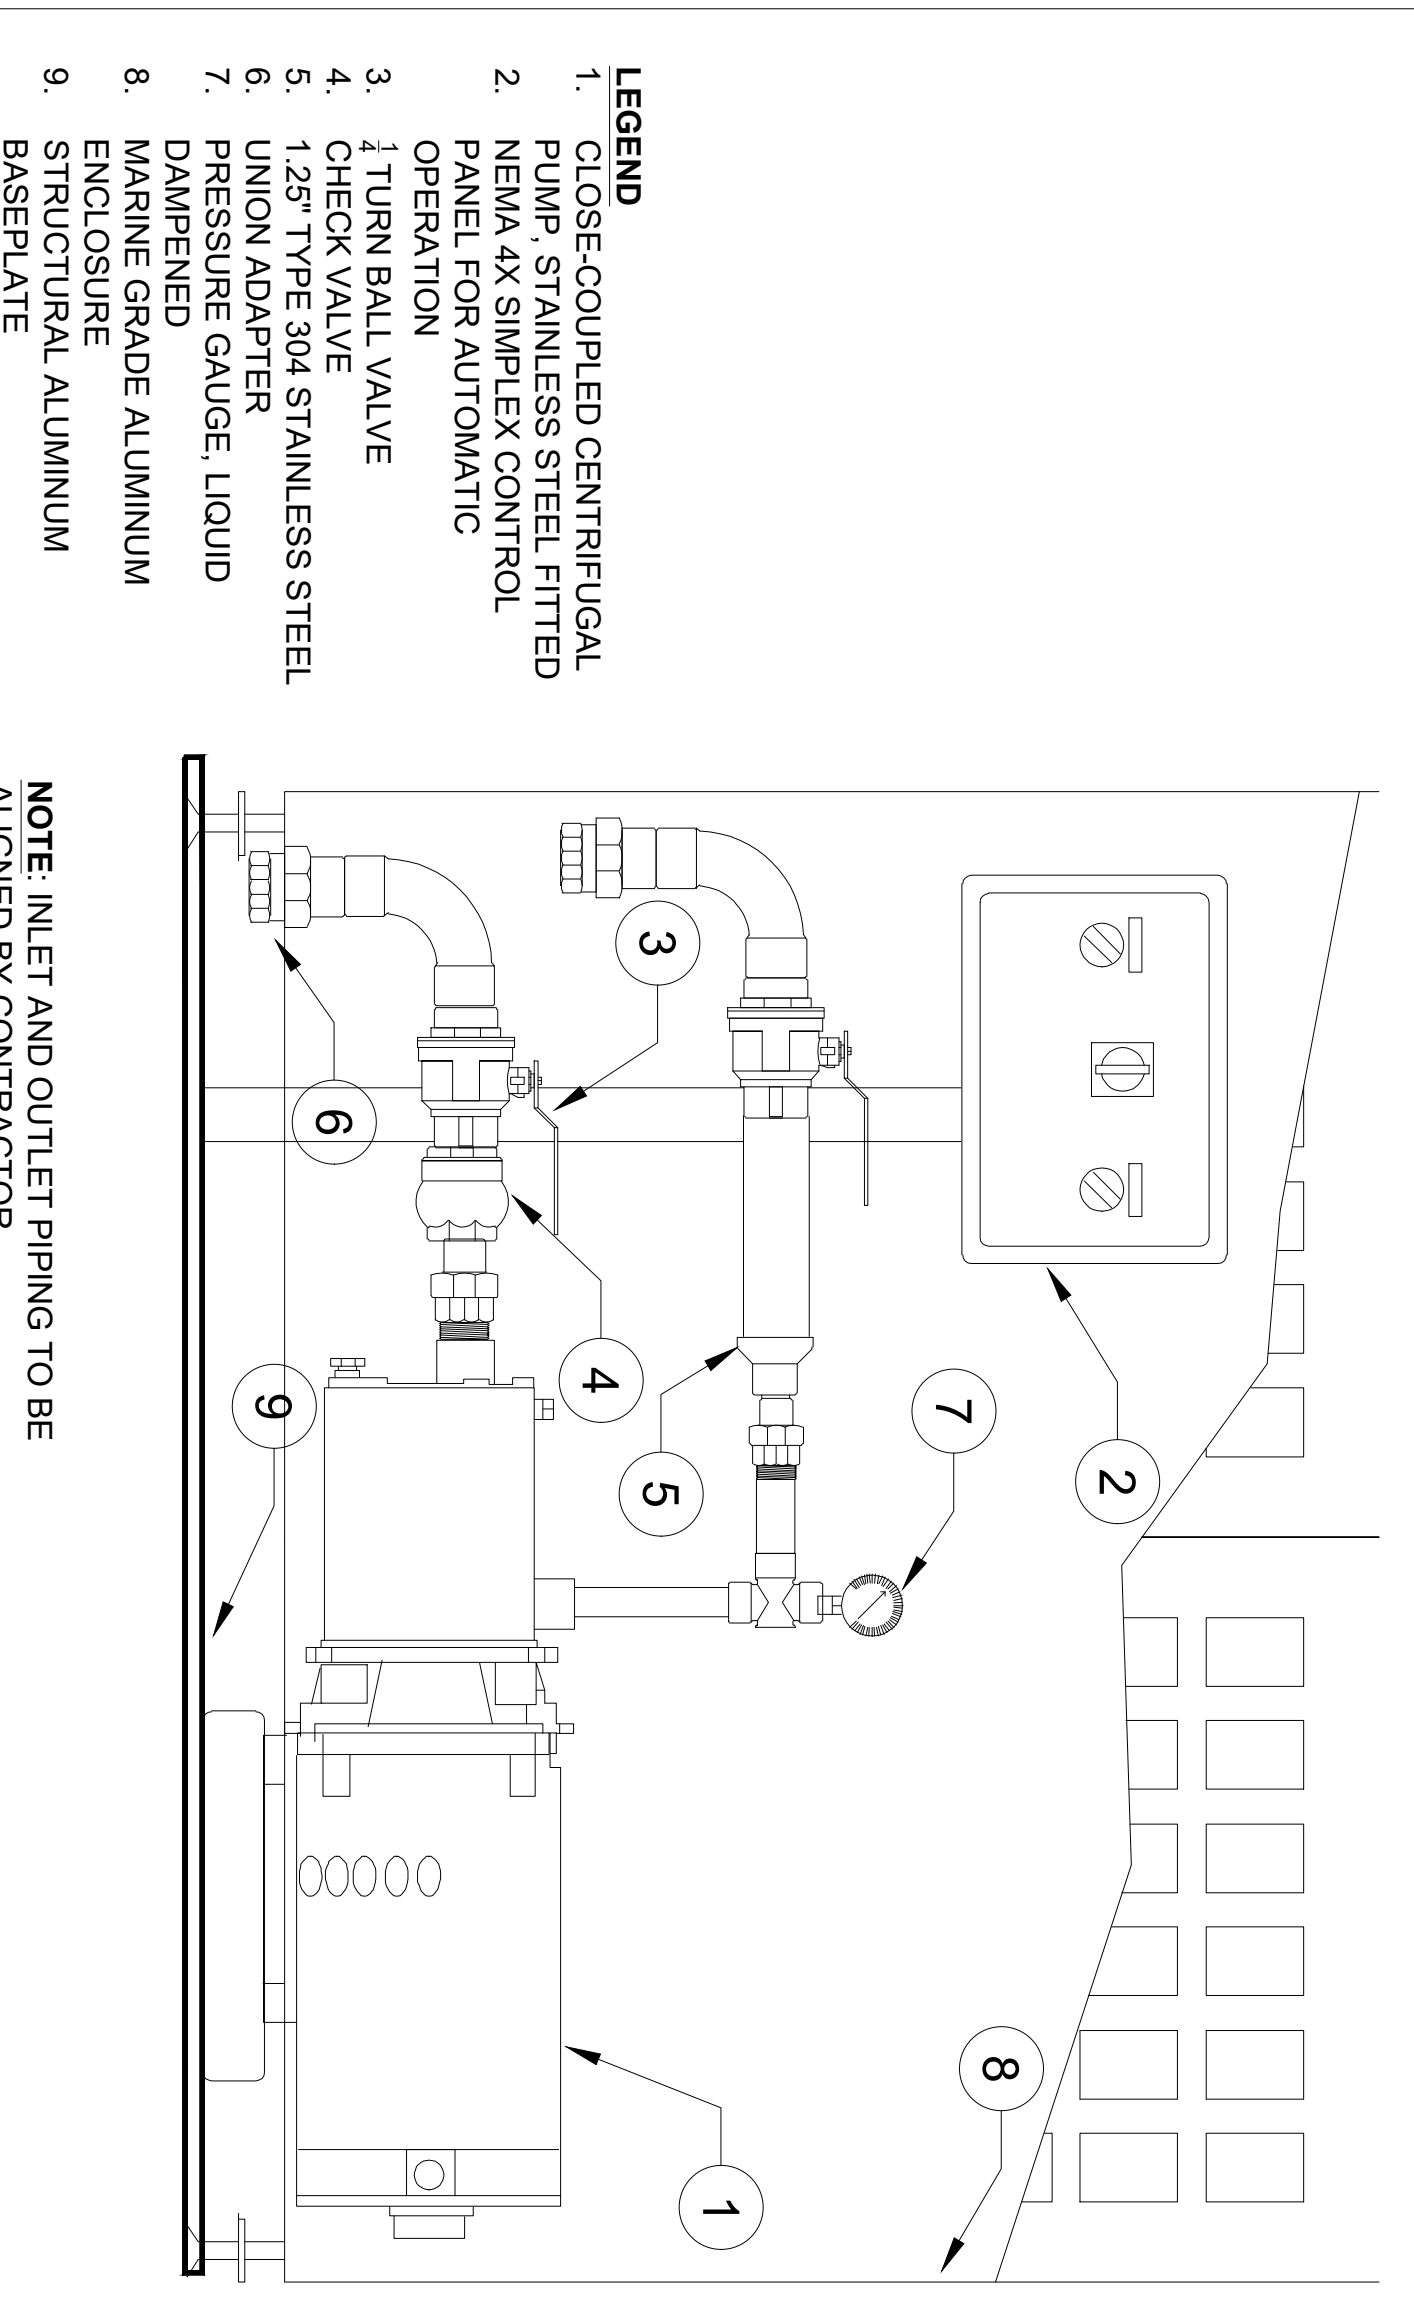 LEGEND
1. CLOSE-COUPLED CENTRIFUGAL
PUMP, STAINLESS STEEL FITTED
2. NEMA 4X SIMPLEX CONTROL
PANEL FOR AUTOMATIC
OPERATION
3. 1/4 TURN BALL VALVE
4. CHECK VALVE
5. 1.25" TYPE 304 STAINLESS STEEL
6. UNION ADAPTER
7. PRESSURE GAUGE, LIQUID
DAMPENED
8. MARINE GRADE ALUMINUM
ENCLOSURE
9. STRUCTURAL ALUMINUM
BASEPLATE
2
8
7
1
3
5
4
6
9
NOTE: INLET AND OUTLET PIPING TO BE
ALIGNED BY CONTRACTOR